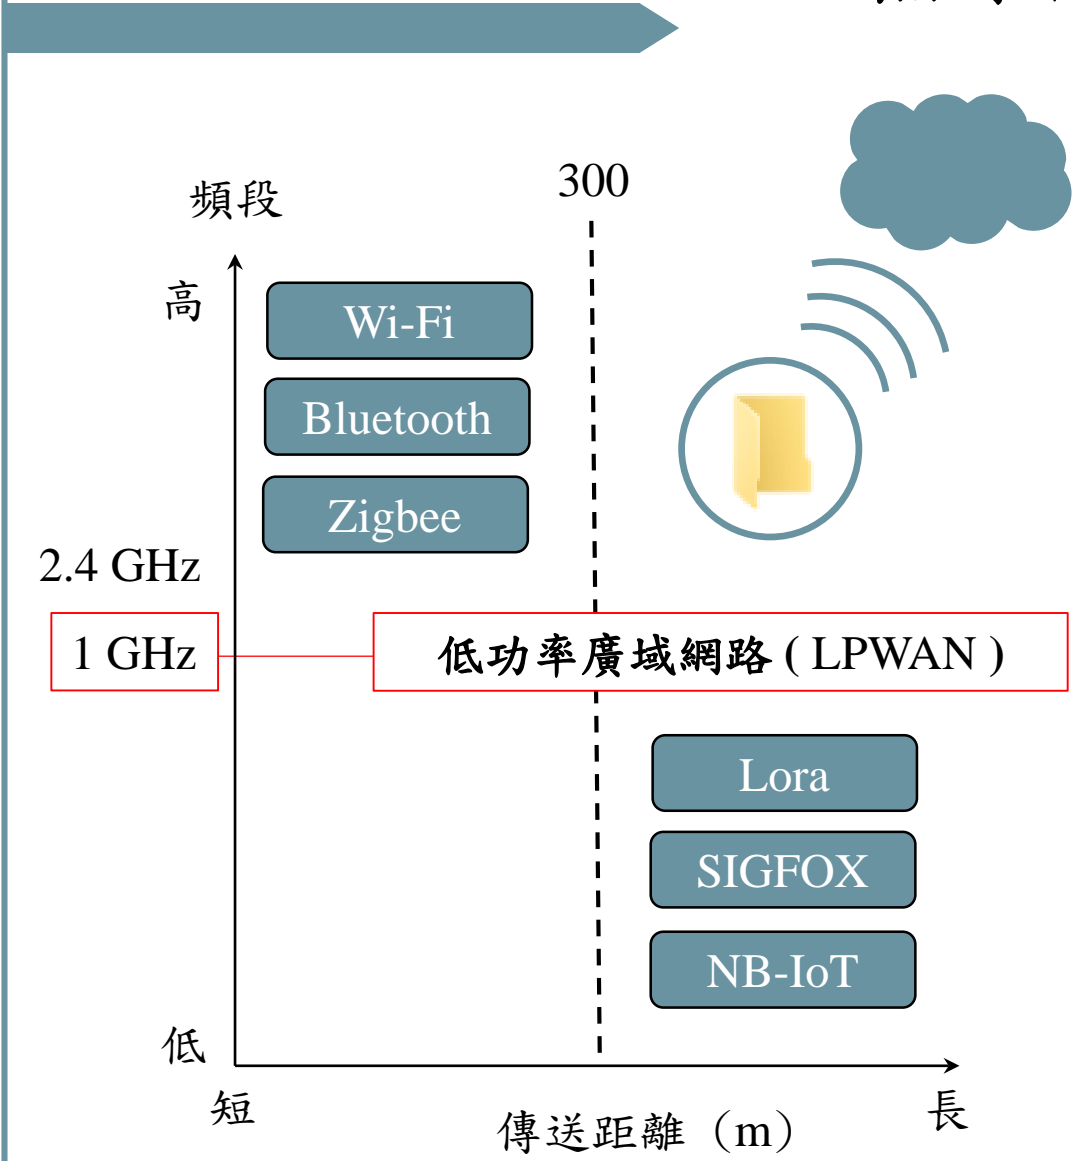 300
頻段
高
Wi-Fi
Bluetooth
Zigbee
2.4 GHz
1 GHz
低功率廣域網路 ( LPWAN )
Lora
SIGFOX
NB-IoT
低
短
長
傳送距離（m）